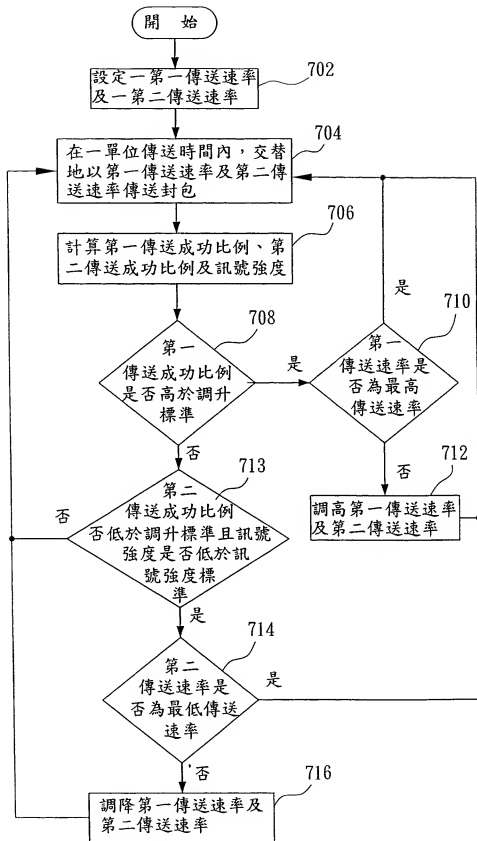 開 始
設定一第一傳送速率
及一第二傳送速率
702
在一單位傳送時間內，交替
地以第一傳送速率及第二傳
送速率傳送封包
704
計算第一傳送成功比例、第
二傳送成功比例及訊號強度
706
第一
傳送成功比例
是否高於調升
標準
708
是
第一
傳送速率是
否為最高
傳送速率
710
是
否
調高第一傳送速率
及第二傳送速率
712
否
第二
傳送成功比例
否低於調升標準且訊號
強度是否低於訊
號強度標
準
713
否
是
第二
傳送速率是
否為最低傳送
速率
714
是
否
調降第一傳送速率及
第二傳送速率
716